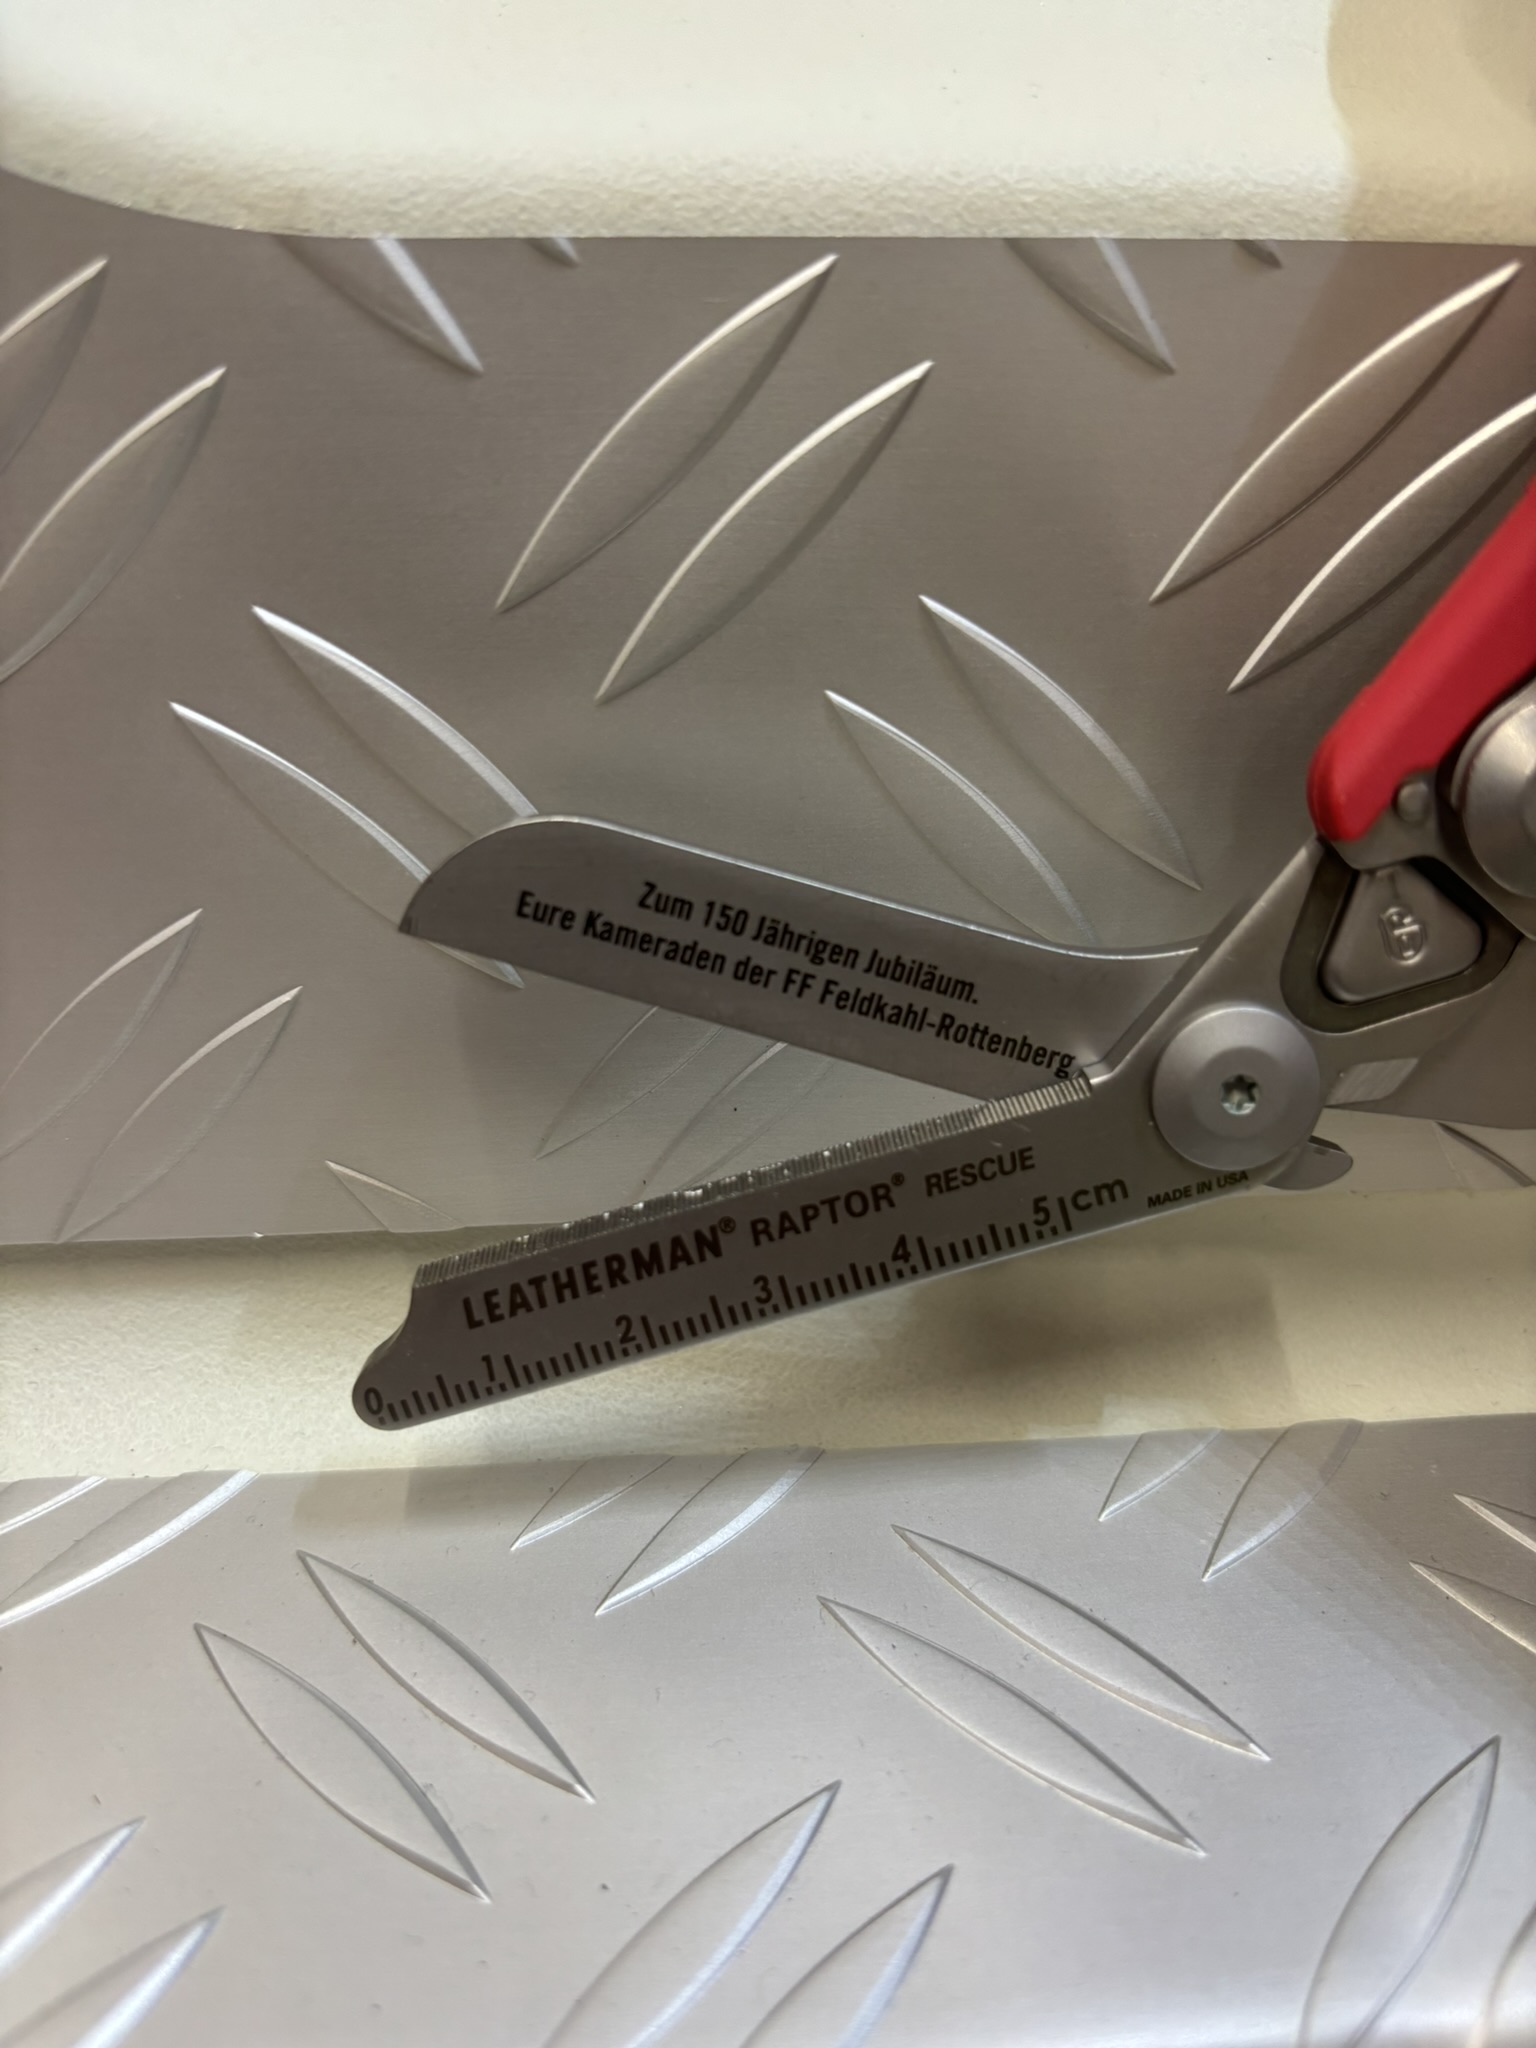 Zum 150 Jährigen Jubiläum.
Eure Kameraden der FF Feldkahl-Rottenberg
LEATHERMAN® RAPTOR® RESCUE
0 1 2 3 4 5 cm
MADE IN USA